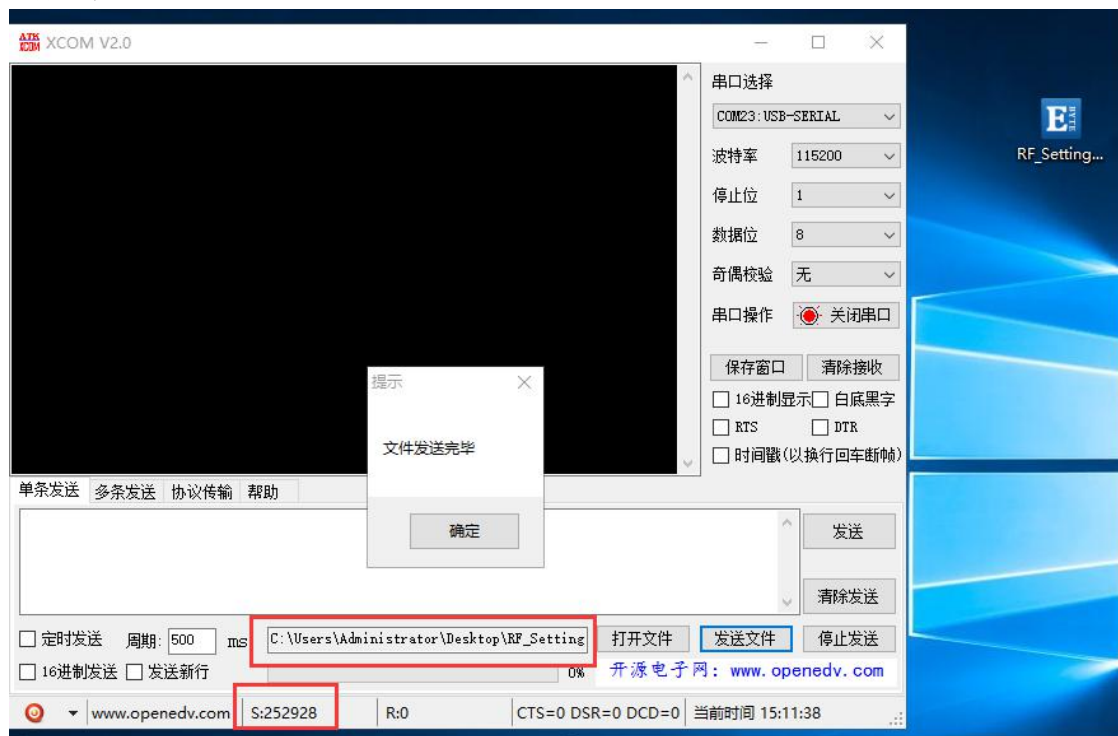 ATK XCOM XCOM V2.0
串口选择
COM23:USB-SERIAL
波特率 115200
停止位 1
数据位 8
奇偶校验 无
串口操作 关闭串口
保存窗口 清除接收
16进制显示 白底黑字
RTS DTR
时间戳(以换行回车断帧)
提示
文件发送完毕
确定
单条发送 多条发送 协议传输 帮助
发送
清除发送
定时发送 周期: 500 ms C:\Users\Administrator\Desktop\RF_Setting 打开文件 发送文件 停止发送
16进制发送 发送新行 0% 开源电子网: www.openedv.com
www.openedv.com S:252928 R:0 CTS=0 DSR=0 DCD=0 当前时间 15:11:38
E BYTE
RF_Setting...